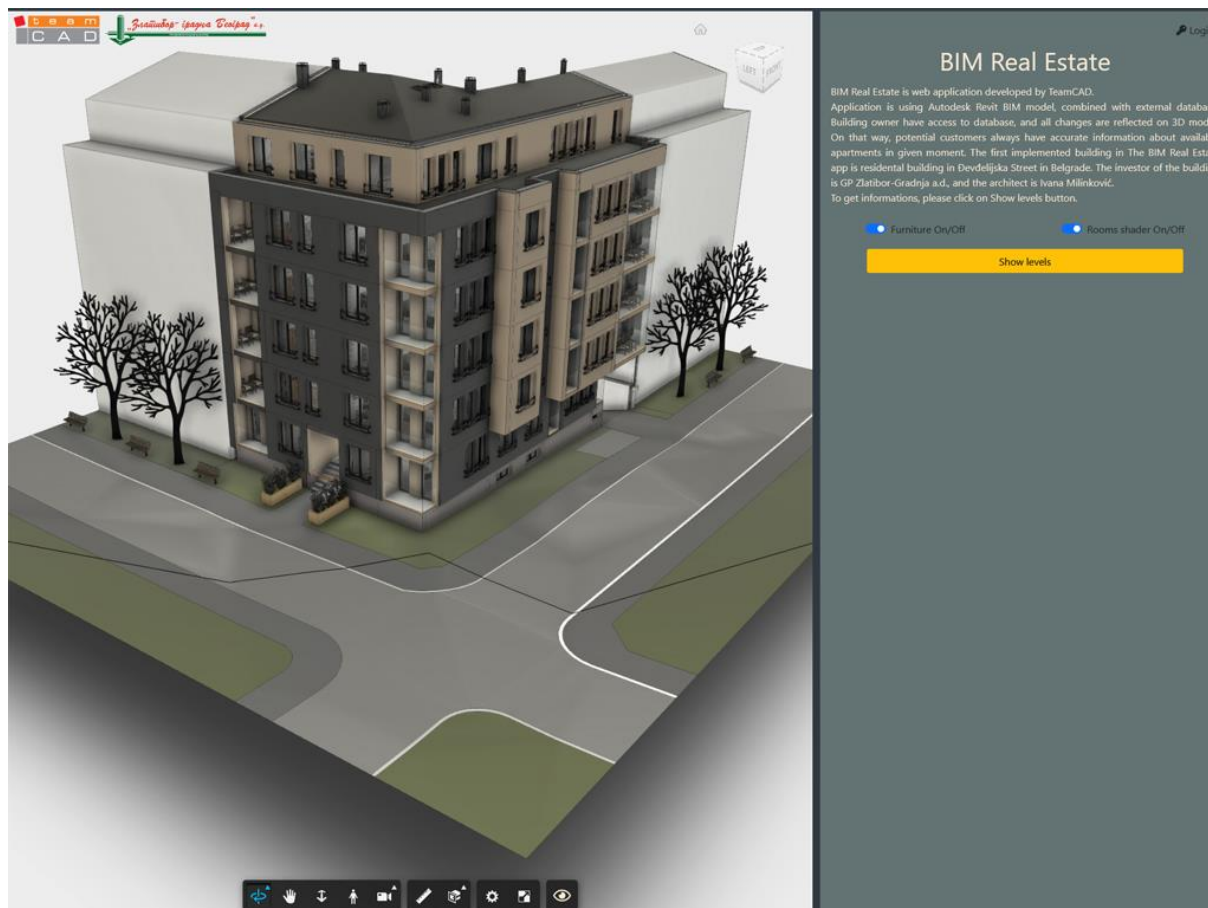 team
CAD
„Златибор-градња Београд“ а.д.
Login
LEFT
FRONT
BIM Real Estate
BIM Real Estate is web application developed by TeamCAD.
Application is using Autodesk Revit BIM model, combined with external databa
Building owner have access to database, and all changes are reflected on 3D mod
On that way, potential customers always have accurate information about availab
apartments in given moment. The first implemented building in The BIM Real Esta
app is residental building in Đevđelijska Street in Belgrade. The investor of the buildin
is GP Zlatibor-Gradnja a.d., and the architect is Ivana Milinković.
To get informations, please click on Show levels button.
Furniture On/Off
Rooms shader On/Off
Show levels